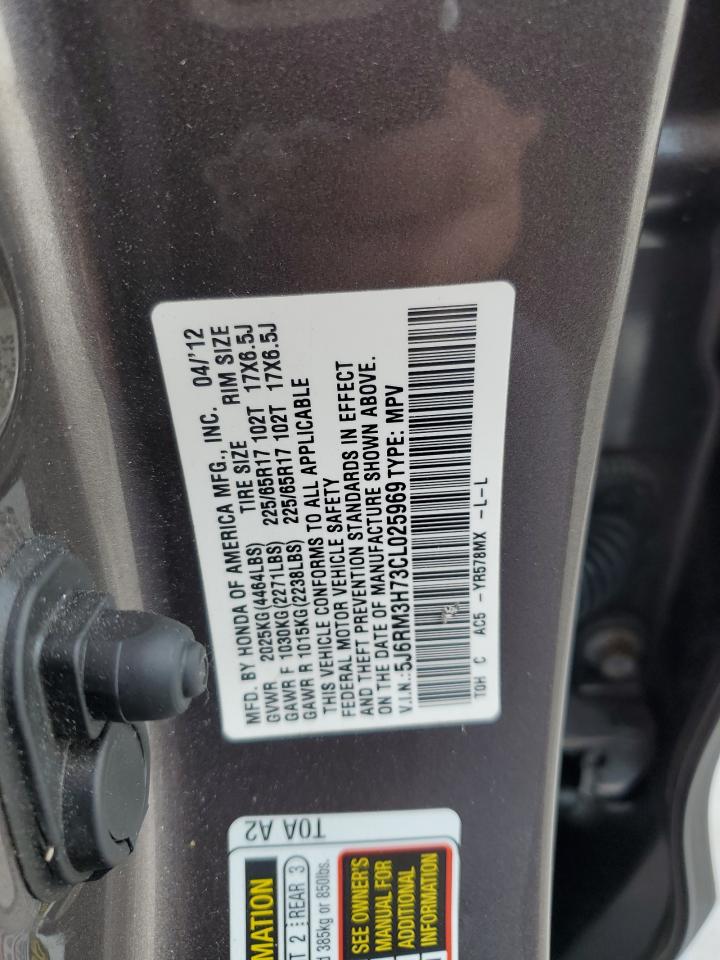 MFD. BY HONDA OF AMERICA MFG., INC. 04/'12
TIRE SIZE RIM SIZE
GVWR 2025KG(4464LBS)
GAWR F 1030KG(2271LBS) 225/65R17 102T 17X6.5J
GAWR R 1015KG(2238LBS) 225/65R17 102T 17X6.5J
THIS VEHICLE CONFORMS TO ALL APPLICABLE
FEDERAL MOTOR VEHICLE SAFETY
AND THEFT PREVENTION STANDARDS IN EFFECT
ON THE DATE OF MANUFACTURE SHOWN ABOVE.
V.I.N.:5J6RM3H73CL025969 TYPE: MPV
T0H C AC5 -YR578MX -L-L
T0A A2
MATION
T 2 REAR 3
d 385kg or 850lbs.
SEE OWNER'S
MANUAL FOR
ADDITIONAL
INFORMATION